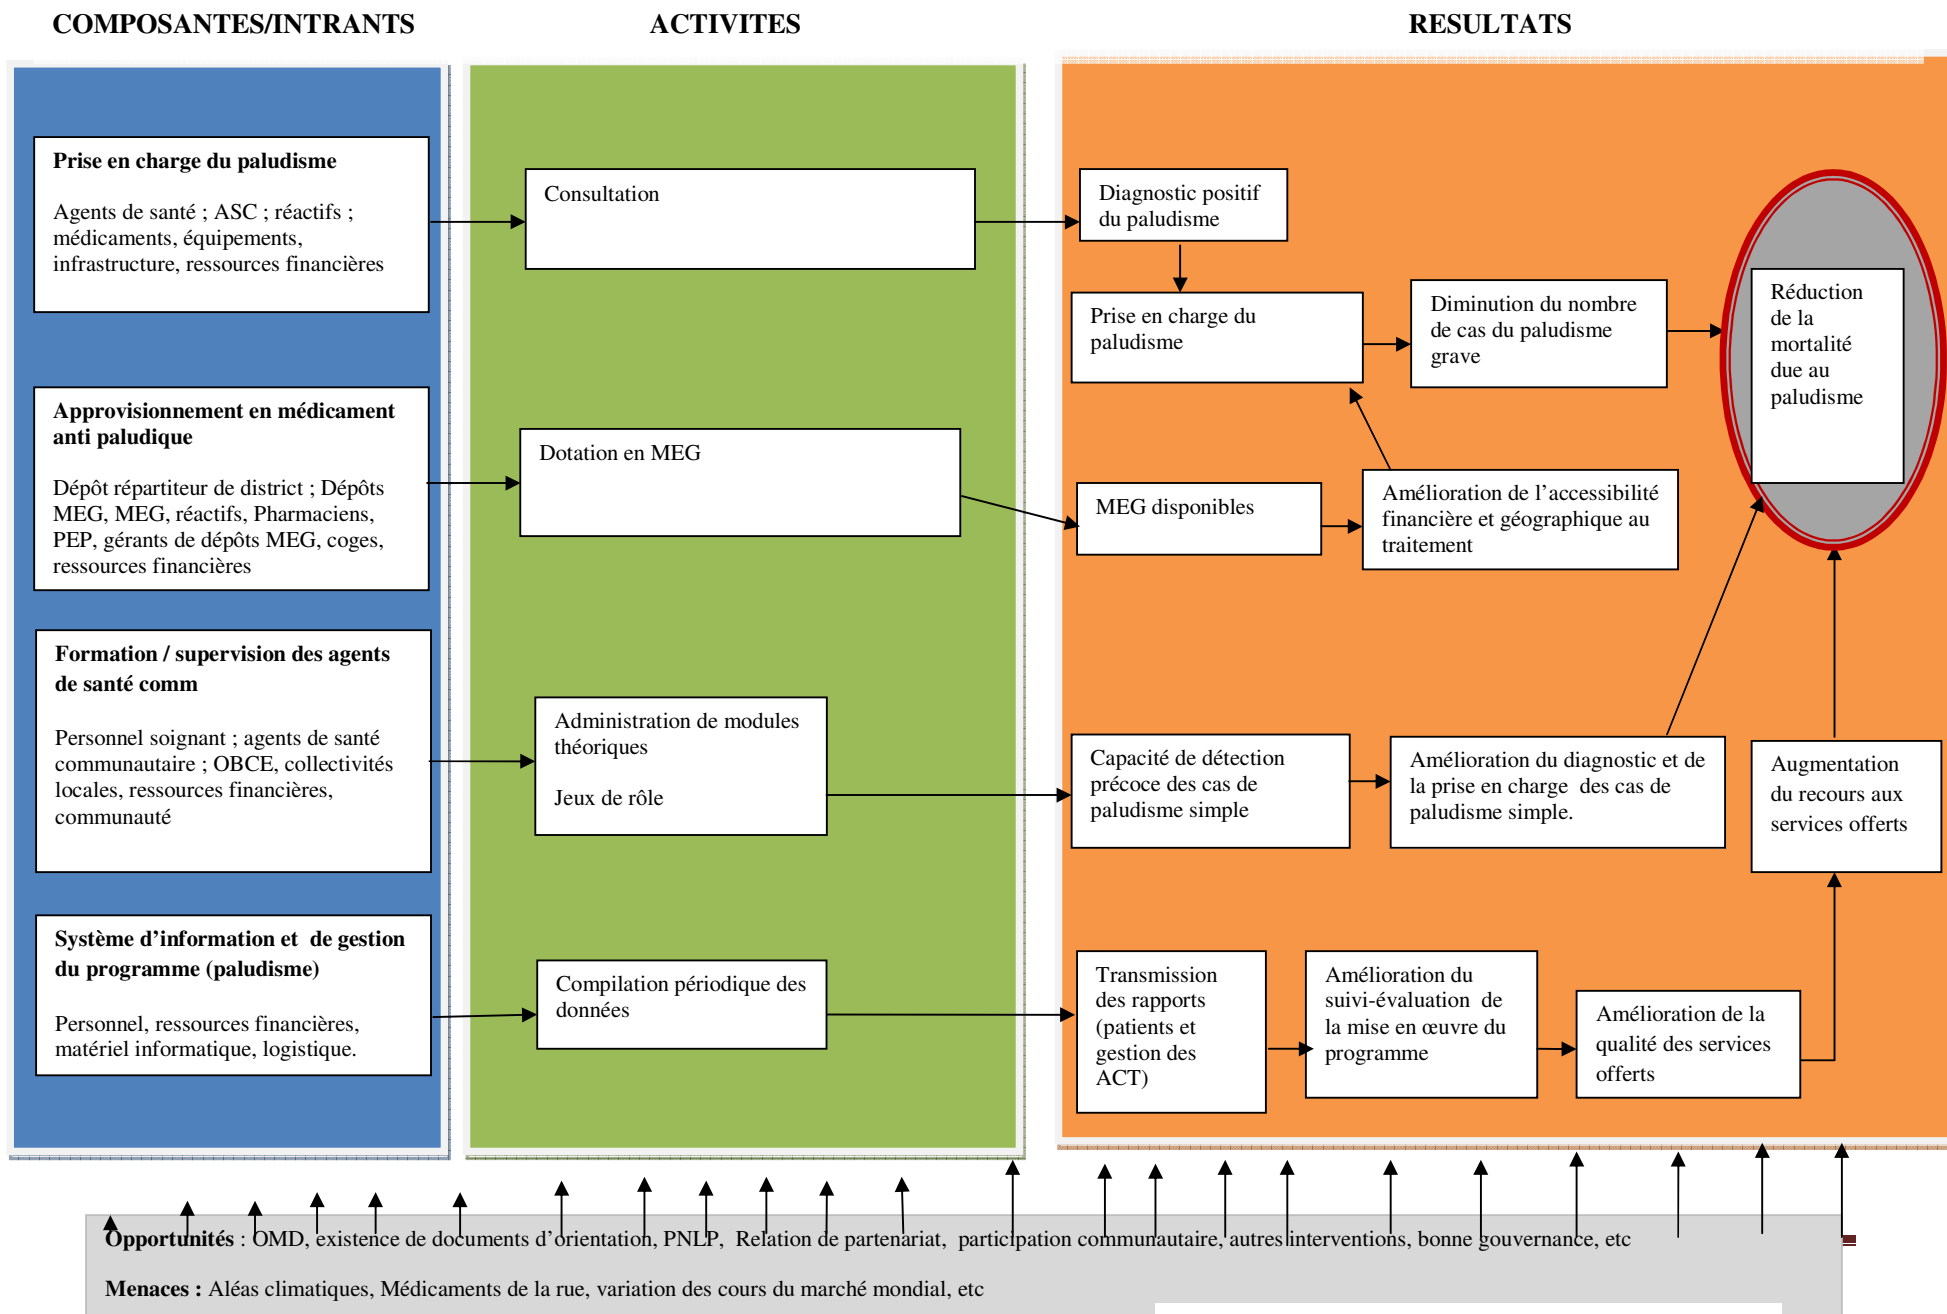 COMPOSANTES/INTRANTS
ACTIVITES
RESULTATS
Prise en charge du paludisme
Agents de santé ; ASC ; réactifs ;
médicaments, équipements,
infrastructure, ressources financières
Consultation
Diagnostic positif
du paludisme
Prise en charge du
paludisme
Diminution du nombre
de cas du paludisme
grave
Réduction
de la
mortalité
due au
paludisme
Approvisionnement en médicament
anti paludique
Dépôt répartiteur de district ; Dépôts
MEG, MEG, réactifs, Pharmaciens,
PEP, gérants de dépôts MEG, coges,
ressources financières
Dotation en MEG
MEG disponibles
Amélioration de l’accessibilité
financière et géographique au
traitement
Formation / supervision des agents
de santé comm
Personnel soignant ; agents de santé
communautaire ; OBCE, collectivités
locales, ressources financières,
communauté
Administration de modules
théoriques
Jeux de rôle
Capacité de détection
précoce des cas de
paludisme simple
Amélioration du diagnostic et de
la prise en charge  des cas de
paludisme simple.
Augmentation
du recours aux
services offerts
Système d’information et  de gestion
du programme (paludisme)
Personnel, ressources financières,
matériel informatique, logistique.
Compilation périodique des
données
Transmission
des rapports
(patients et
gestion des
ACT)
Amélioration du
suivi-évaluation  de
la mise en œuvre du
programme
Amélioration de la
qualité des services
offerts
Opportunités : OMD, existence de documents d’orientation, PNLP,  Relation de partenariat,  participation communautaire, autres interventions, bonne gouvernance, etc
Menaces : Aléas climatiques, Médicaments de la rue, variation des cours du marché mondial, etc